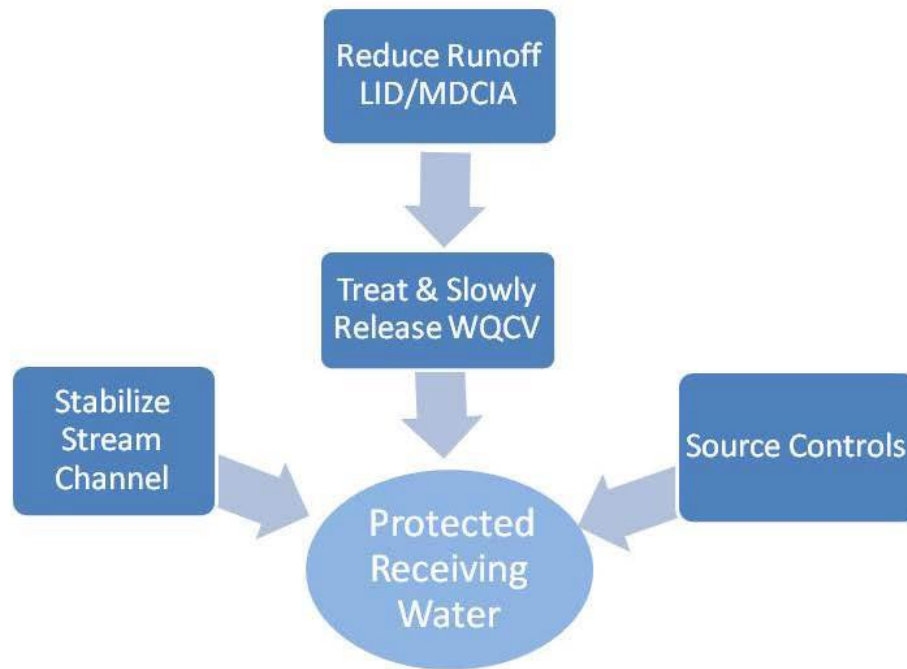 Reduce Runoff
LID/MDCIA
Treat & Slowly
Release WQCV
Stabilize
Stream
Channel
Source Controls
Protected
Receiving
Water